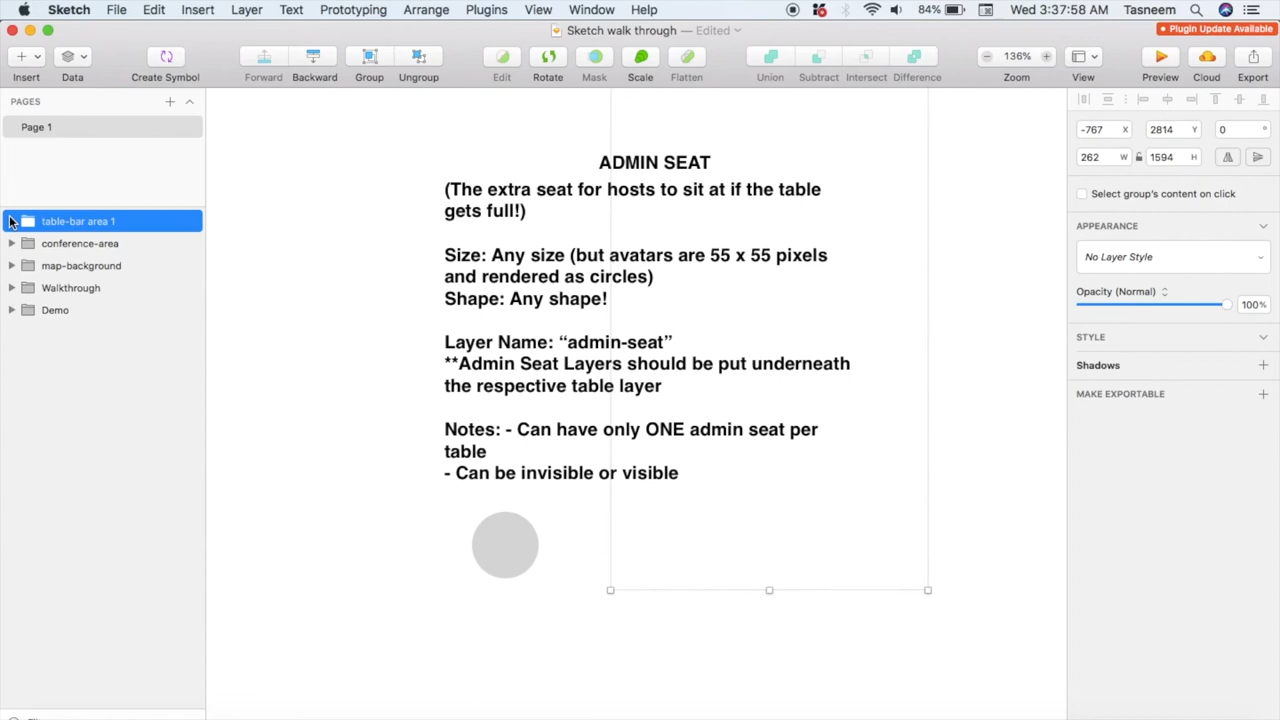 Sketch File Edit Insert Layer Text Prototyping Arrange Plugins View Window Help 84% Wed 3:37:58 AM Tasneem
Sketch walk through — Edited
Plugin Update Available
136%
Insert Data Create Symbol Forward Backward Group Ungroup Edit Rotate Mask Scale Flatten Union Subtract Intersect Difference Zoom View Preview Cloud Export
PAGES
Page 1
table-bar area 1
conference-area
map-background
Walkthrough
Demo
ADMIN SEAT
(The extra seat for hosts to sit at if the table
gets full!)
Size: Any size (but avatars are 55 x 55 pixels
and rendered as circles)
Shape: Any shape!
Layer Name: “admin-seat”
**Admin Seat Layers should be put underneath
the respective table layer
Notes: - Can have only ONE admin seat per
table
- Can be invisible or visible
-767 X 2814 Y 0 °
262 W 1594 H
Select group's content on click
APPEARANCE
No Layer Style
Opacity (Normal)
100%
STYLE
Shadows
MAKE EXPORTABLE